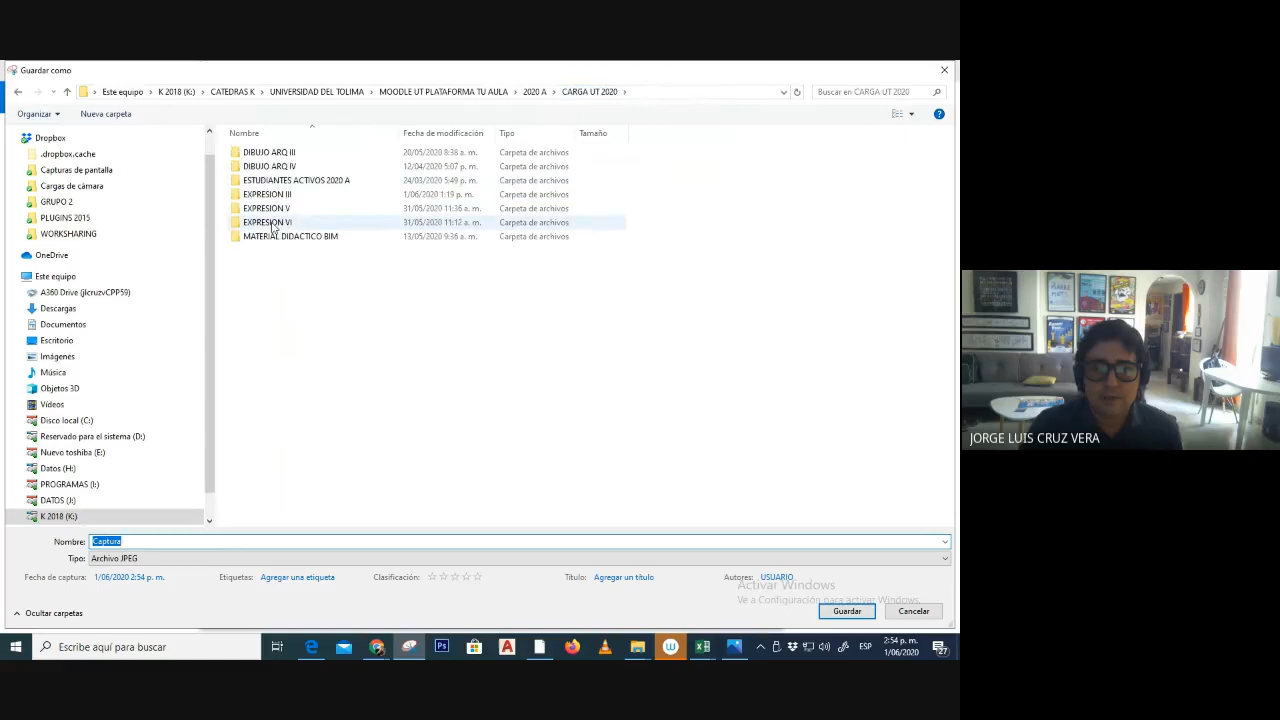 Guardar como
Este equipo > K 2018 (K:) > CATEDRAS K > UNIVERSIDAD DEL TOLIMA > MOODLE UT PLATAFORMA TU AULA > 2020 A > CARGA UT 2020 >
Buscar en CARGA UT 2020
Organizar
Nueva carpeta
Nombre Fecha de modificación Tipo Tamaño
DIBUJO ARQ III 20/05/2020 8:38 a. m. Carpeta de archivos
DIBUJO ARQ IV 12/04/2020 5:07 p. m. Carpeta de archivos
ESTUDIANTES ACTIVOS 2020 A 24/03/2020 5:49 p. m. Carpeta de archivos
EXPRESION III 1/06/2020 1:19 p. m. Carpeta de archivos
EXPRESION V 31/05/2020 11:36 a. m. Carpeta de archivos
EXPRESION VI 31/05/2020 11:12 a. m. Carpeta de archivos
MATERIAL DIDACTICO BIM 13/05/2020 9:36 a. m. Carpeta de archivos
Dropbox
.dropbox.cache
Capturas de pantalla
Cargas de cámara
GRUPO 2
PLUGINS 2015
WORKSHARING
OneDrive
Este equipo
A360 Drive (jlcruzvCPP59)
Descargas
Documentos
Escritorio
Imágenes
Música
Objetos 3D
Vídeos
Disco local (C:)
Reservado para el sistema (D:)
Nuevo toshiba (E:)
Datos (H:)
PROGRAMAS (I:)
DATOS (J:)
K 2018 (K:)
Nombre: Captura
Tipo: Archivo JPEG
Fecha de captura: 1/06/2020 2:54 p. m. Etiquetas: Agregar una etiqueta Clasificación: Título: Agregar un título Autores: USUARIO
Activar Windows
Ve a Configuración para activar Windows.
Ocultar carpetas
Guardar
Cancelar
Escribe aquí para buscar
ESP
2:54 p. m.
1/06/2020
27
JORGE LUIS CRUZ VERA